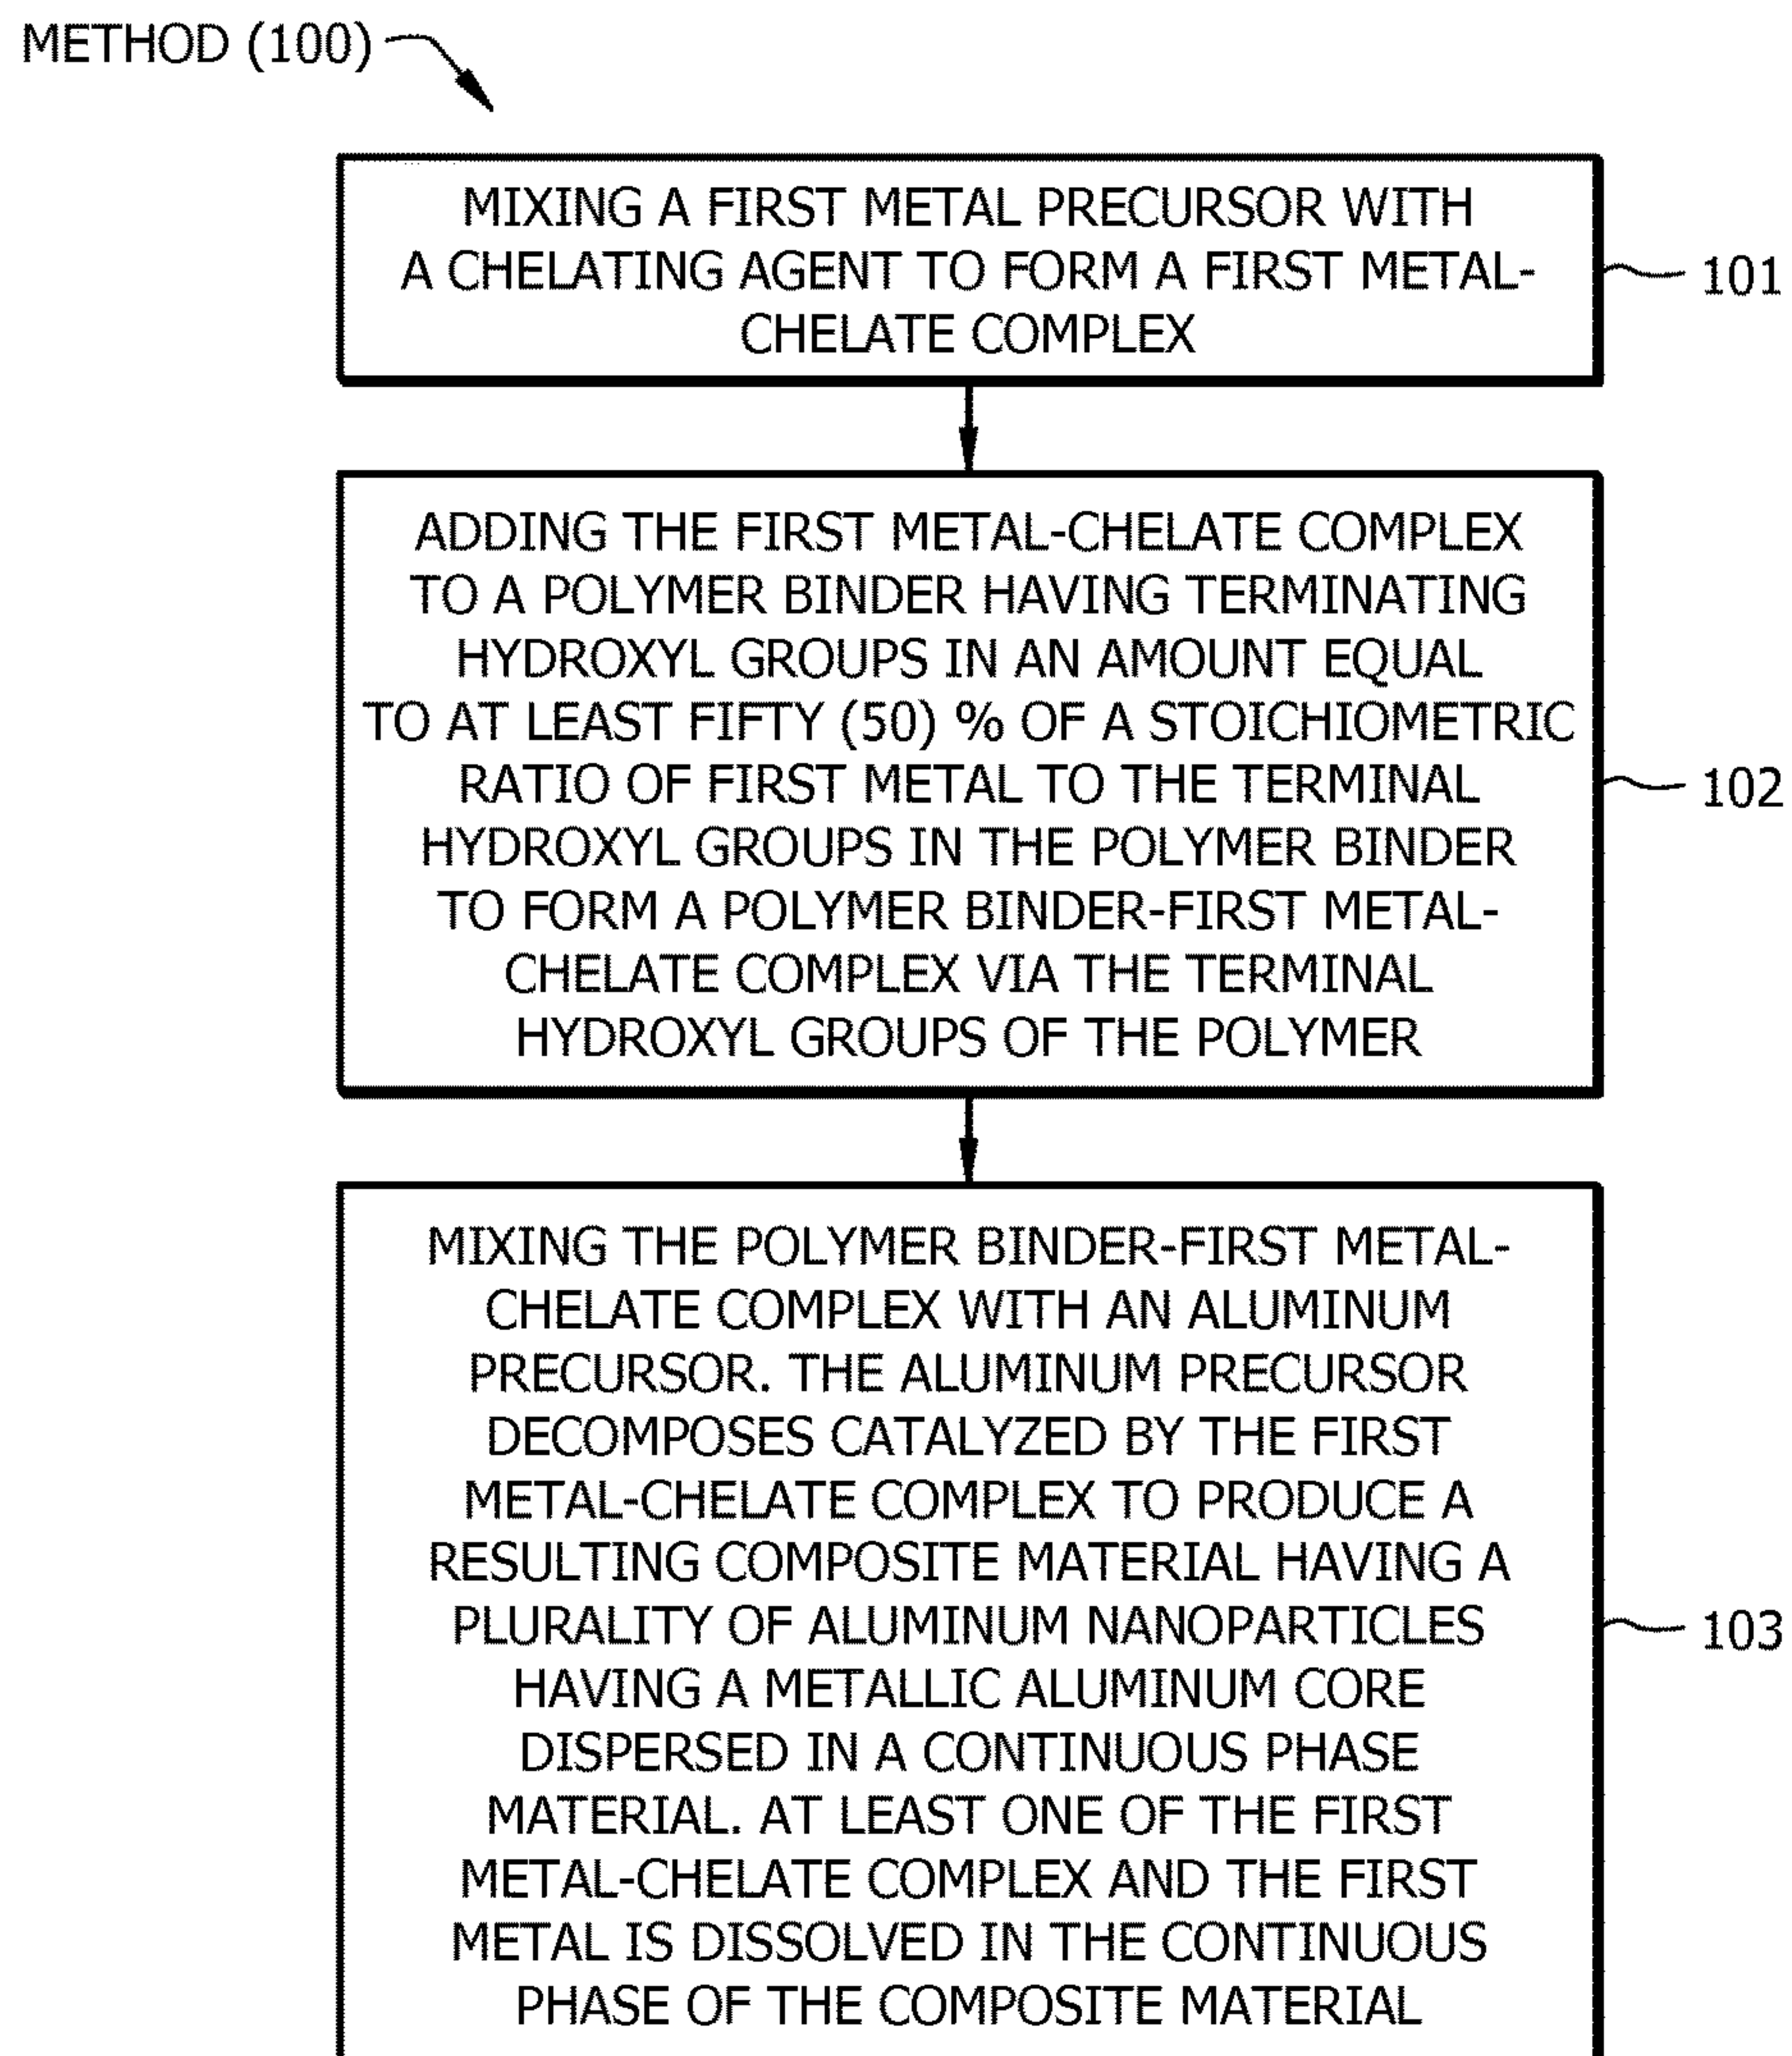 METHOD (100)
MIXING A FIRST METAL PRECURSOR WITH
A CHELATING AGENT TO FORM A FIRST METAL-
CHELATE COMPLEX
101
ADDING THE FIRST METAL-CHELATE COMPLEX
TO A POLYMER BINDER HAVING TERMINATING
HYDROXYL GROUPS IN AN AMOUNT EQUAL
TO AT LEAST FIFTY (50) % OF A STOICHIOMETRIC
RATIO OF FIRST METAL TO THE TERMINAL
HYDROXYL GROUPS IN THE POLYMER BINDER
TO FORM A POLYMER BINDER-FIRST METAL-
CHELATE COMPLEX VIA THE TERMINAL
HYDROXYL GROUPS OF THE POLYMER
102
MIXING THE POLYMER BINDER-FIRST METAL-
CHELATE COMPLEX WITH AN ALUMINUM
PRECURSOR. THE ALUMINUM PRECURSOR
DECOMPOSES CATALYZED BY THE FIRST
METAL-CHELATE COMPLEX TO PRODUCE A
RESULTING COMPOSITE MATERIAL HAVING A
PLURALITY OF ALUMINUM NANOPARTICLES
HAVING A METALLIC ALUMINUM CORE
DISPERSED IN A CONTINUOUS PHASE
MATERIAL. AT LEAST ONE OF THE FIRST
METAL-CHELATE COMPLEX AND THE FIRST
METAL IS DISSOLVED IN THE CONTINUOUS
PHASE OF THE COMPOSITE MATERIAL
103